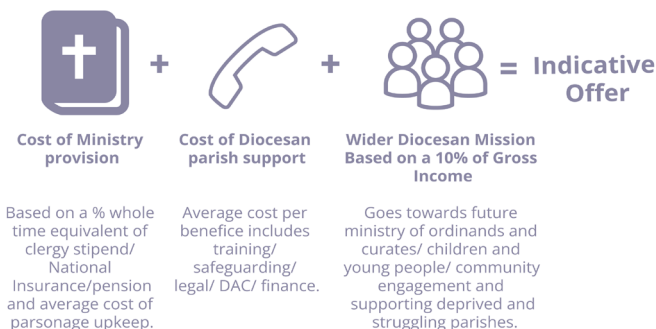 + + = Indicative
Offer
Cost of Ministry
provision
Based on a % whole
time equivalent of
clergy stipend/
National
Insurance/pension
and average cost of
parsonage upkeep.
Cost of Diocesan
parish support
Average cost per
benefice includes
training/
safeguarding/
legal/ DAC/ finance.
Wider Diocesan Mission
Based on a 10% of Gross
Income
Goes towards future
ministry of ordinands and
curates/ children and
young people/ community
engagement and
supporting deprived and
struggling parishes.